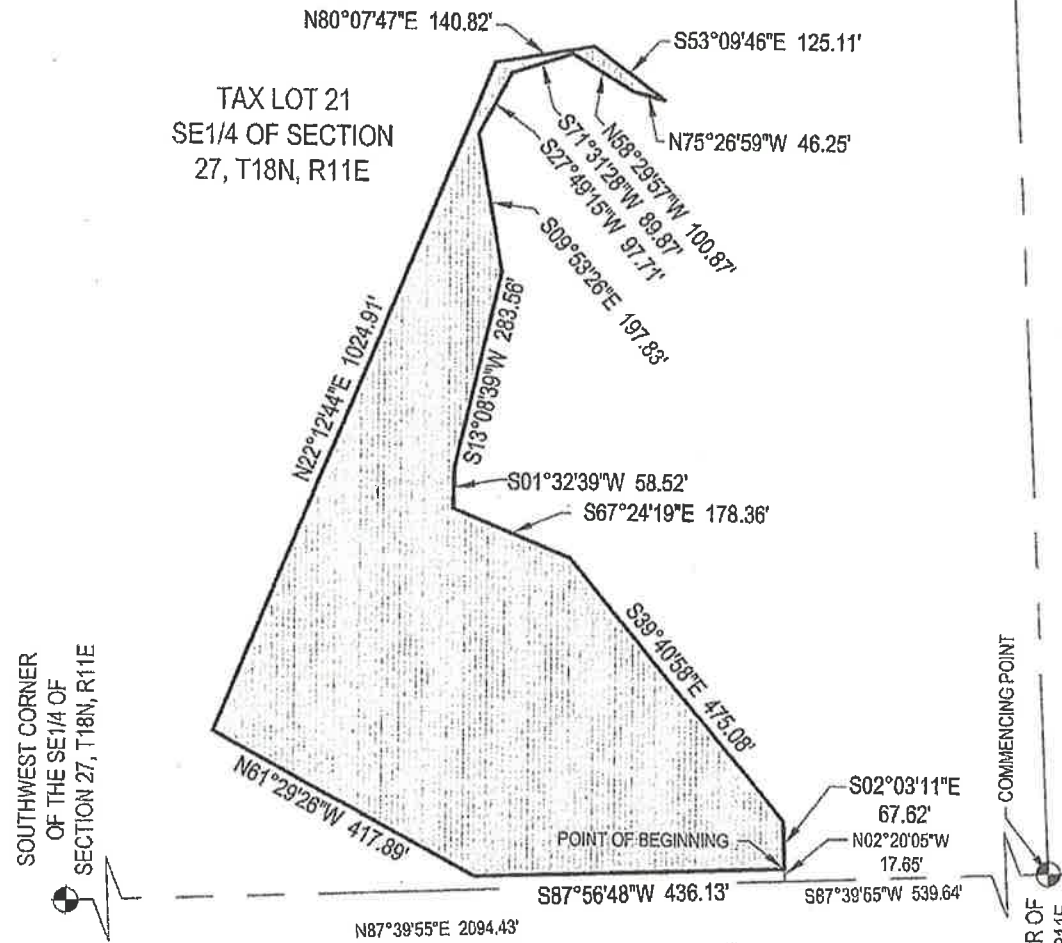 N80°07'47"E 140.82'
S53°09'46"E 125.11'
TAX LOT 21
SE1/4 OF SECTION
27, T18N, R11E
N75°26'59"W 46.25'
N58°29'57"W 100.87'
S71°31'28"W 89.87'
S27°49'15"W 97.71'
S09°53'26"E 197.83'
N22°12'44"E 1024.91'
S13°08'39"W 283.56'
S01°32'39"W 58.52'
S67°24'19"E 178.36'
S39°40'58"E 475.08'
SOUTHWEST CORNER
OF THE SE1/4 OF
SECTION 27, T18N, R11E
N61°29'26"W 417.89'
COMMENCING POINT
S02°03'11"E
67.62'
POINT OF BEGINNING
N02°20'05"W
17.65'
S87°56'48"W 436.13'
S87°39'55"W 539.64'
N87°39'55"E 2094.43'
R OF